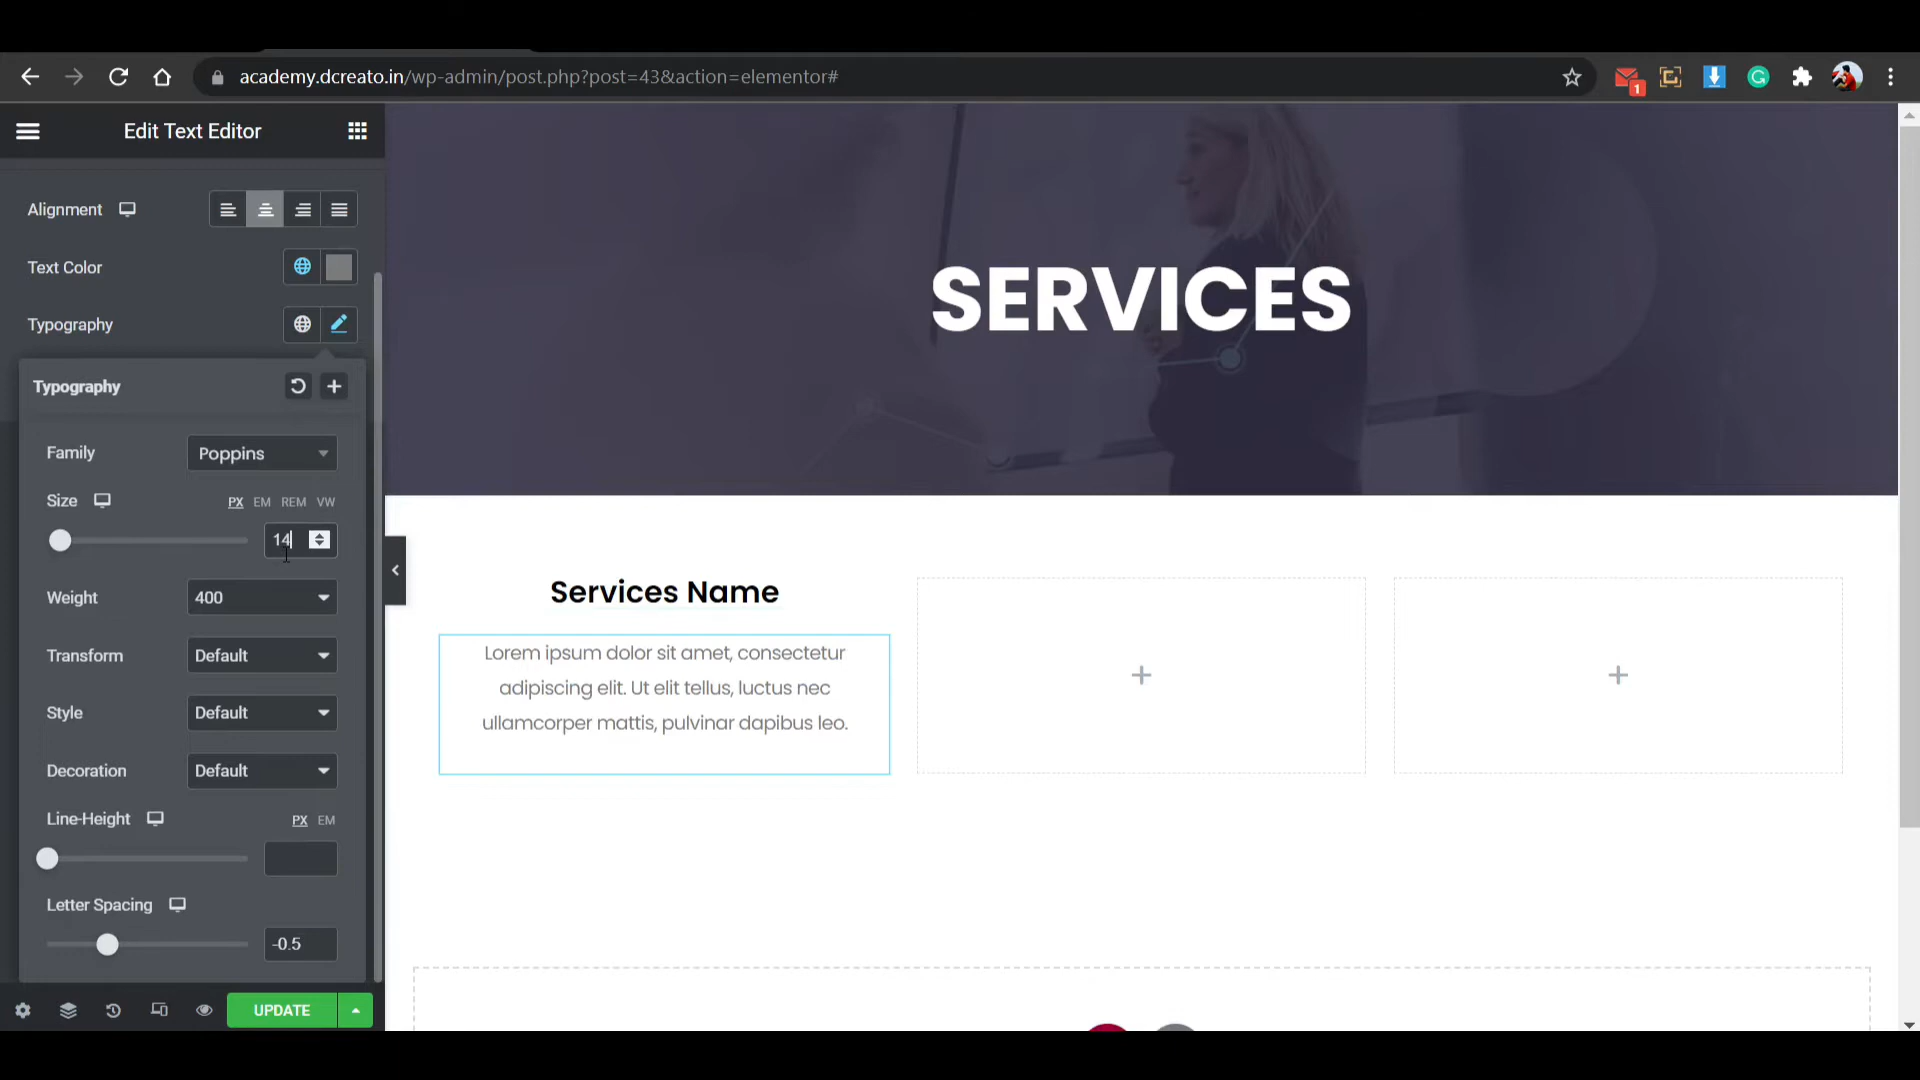 academy.dcreato.in/wp-admin/post.php?post=43&action=elementor#
1
Edit Text Editor
Alignment
Text Color
Typography
Typography
Family
Poppins
Size
PX EM REM VW
14
Weight
400
Transform
Default
Style
Default
Decoration
Default
Line-Height
PX EM
Letter Spacing
-0.5
UPDATE
SERVICES
Services Name
Lorem ipsum dolor sit amet, consectetur
adipiscing elit. Ut elit tellus, luctus nec
ullamcorper mattis, pulvinar dapibus leo.